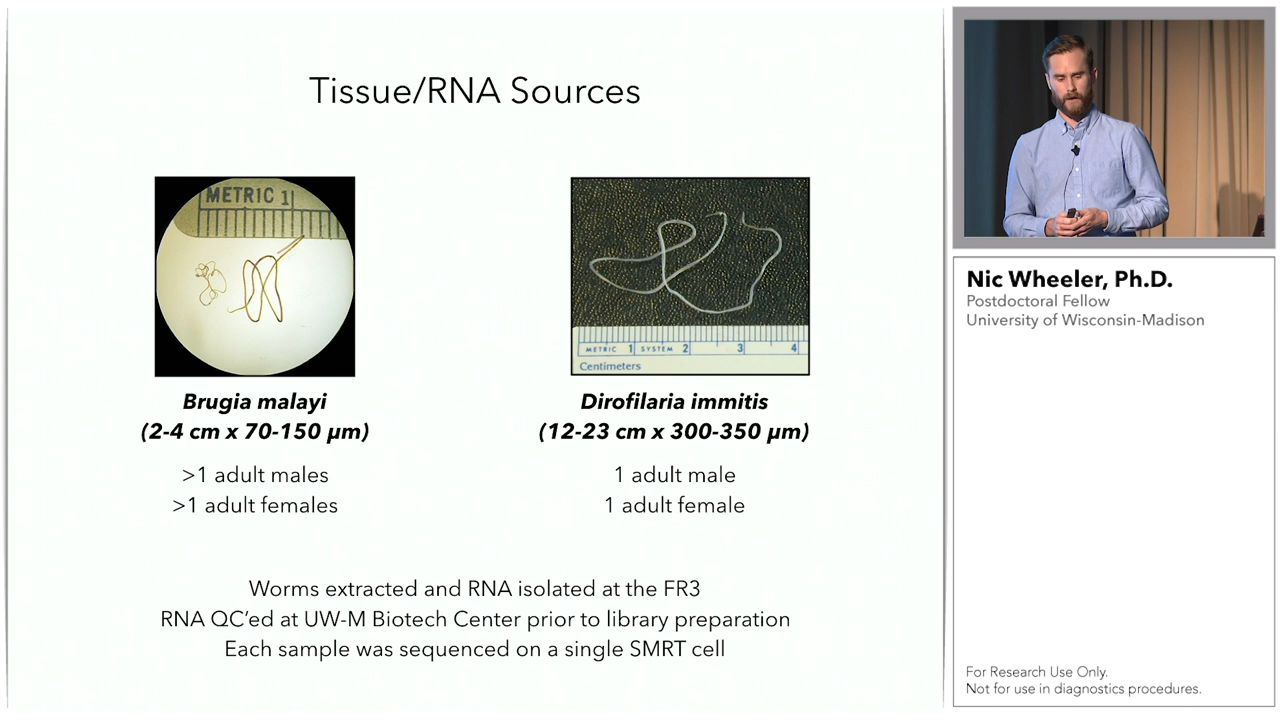 Tissue/RNA Sources
METRIC 1
METRIC 1 SYSTEM 2 3 4
Centimeters
Brugia malayi
(2-4 cm x 70-150 µm)
>1 adult males
>1 adult females
Dirofilaria immitis
(12-23 cm x 300-350 µm)
1 adult male
1 adult female
Worms extracted and RNA isolated at the FR3
RNA QC‘ed at UW-M Biotech Center prior to library preparation
Each sample was sequenced on a single SMRT cell
Nic Wheeler, Ph.D.
Postdoctoral Fellow
University of Wisconsin-Madison
For Research Use Only.
Not for use in diagnostics procedures.